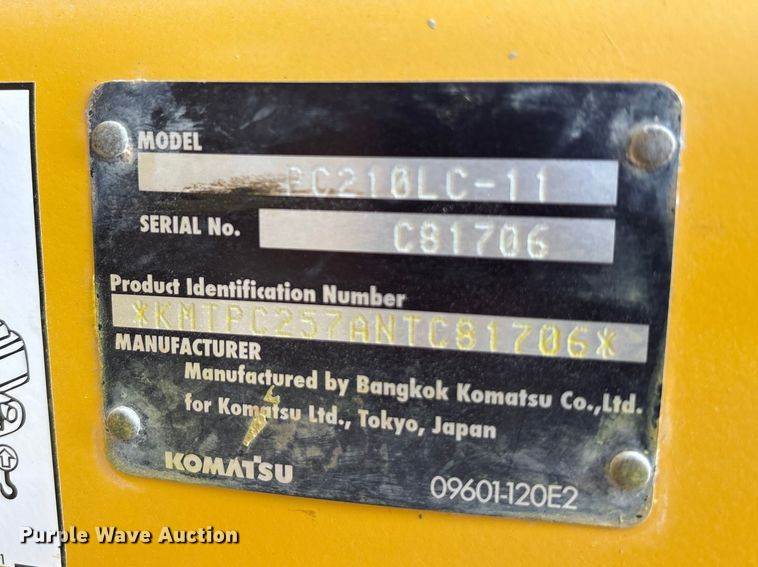 MODEL
PC210LC-11
SERIAL No.
C81706
Product Identification Number
*KMTPC257ANTC81706*
MANUFACTURER
Manufactured by Bangkok Komatsu Co.,Ltd.
for Komatsu Ltd., Tokyo, Japan
KOMATSU
09601-120E2
Purple Wave Auction
1